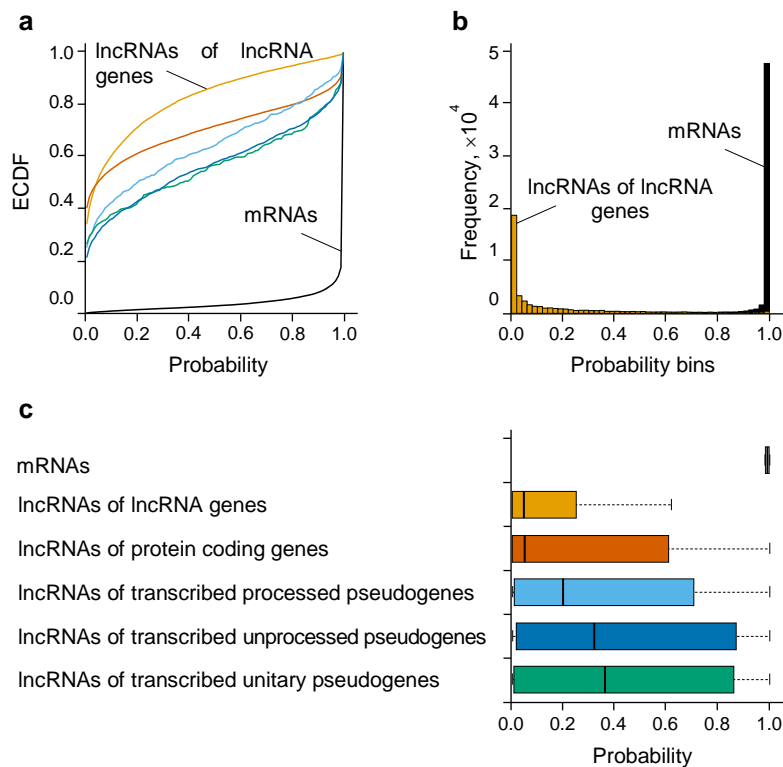 a
lncRNAs of lncRNA
genes
mRNAs
1.0
0.8
0.6
0.4
0.2
0.0
ECDF
0.0 0.2 0.4 0.6 0.8 1.0
Probability
b
5
4
3
2
1
0
Frequency, ×10⁴
mRNAs
lncRNAs of lncRNA
genes
0.0 0.2 0.4 0.6 0.8 1.0
Probability bins
c
mRNAs
lncRNAs of lncRNA genes
lncRNAs of protein coding genes
lncRNAs of transcribed processed pseudogenes
lncRNAs of transcribed unprocessed pseudogenes
lncRNAs of transcribed unitary pseudogenes
0.0 0.2 0.4 0.6 0.8 1.0
Probability